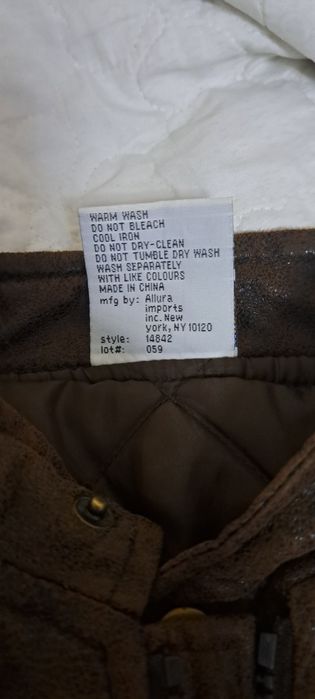 WARM WASH
DO NOT BLEACH
COOL IRON
DO NOT DRY-CLEAN
DO NOT TUMBLE DRY WASH
WASH SEPARATELY
WITH LIKE COLOURS
MADE IN CHINA
mfg by: Allura
imports
inc. New
york, NY 10120
style: 14842
lot#: 059